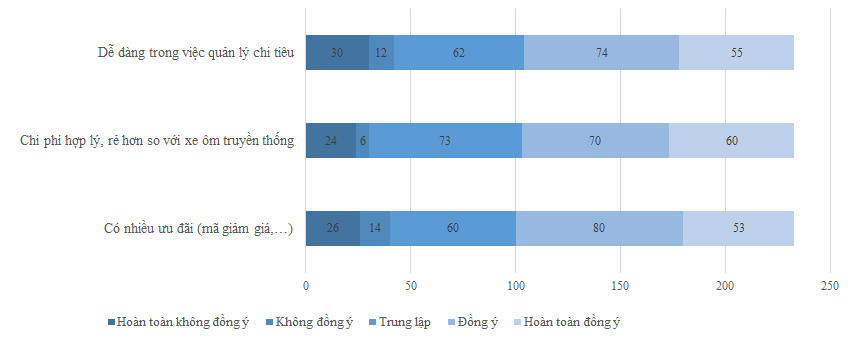 Dễ dàng trong việc quản lý chi tiêu
30 12 62 74 55
Chi phí hợp lý, rẻ hơn so với xe ôm truyền thống
24 6 73 70 60
Có nhiều ưu đãi (mã giảm giá,…)
26 14 60 80 53
0 50 100 150 200 250
Hoàn toàn không đồng ý Không đồng ý Trung lập Đồng ý Hoàn toàn đồng ý